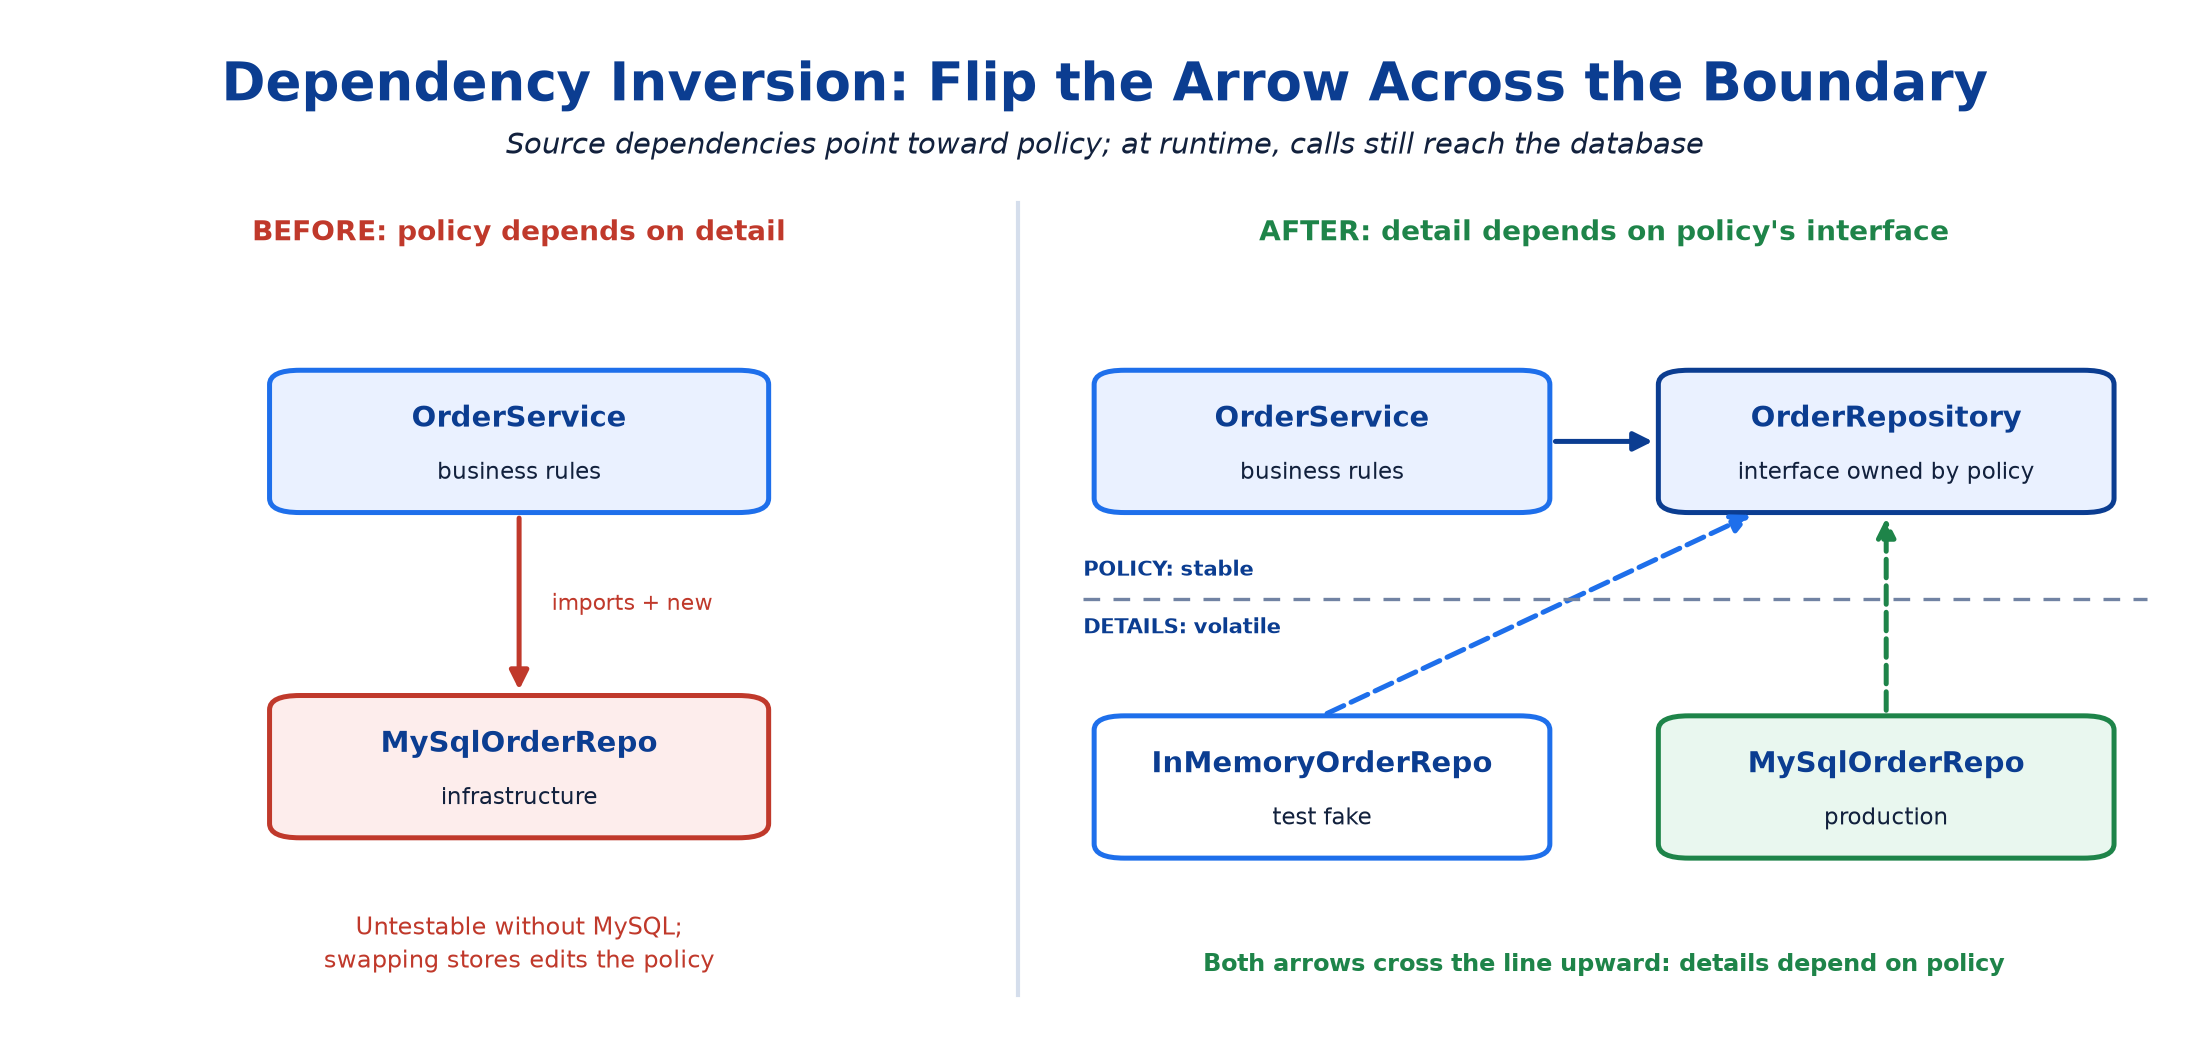 Dependency Inversion: Flip the Arrow Across the Boundary
Source dependencies point toward policy; at runtime, calls still reach the database
BEFORE: policy depends on detail
OrderService
business rules
imports + new
MySqlOrderRepo
infrastructure
Untestable without MySQL;
swapping stores edits the policy
AFTER: detail depends on policy's interface
OrderService
business rules
OrderRepository
interface owned by policy
POLICY: stable
DETAILS: volatile
InMemoryOrderRepo
test fake
MySqlOrderRepo
production
Both arrows cross the line upward: details depend on policy